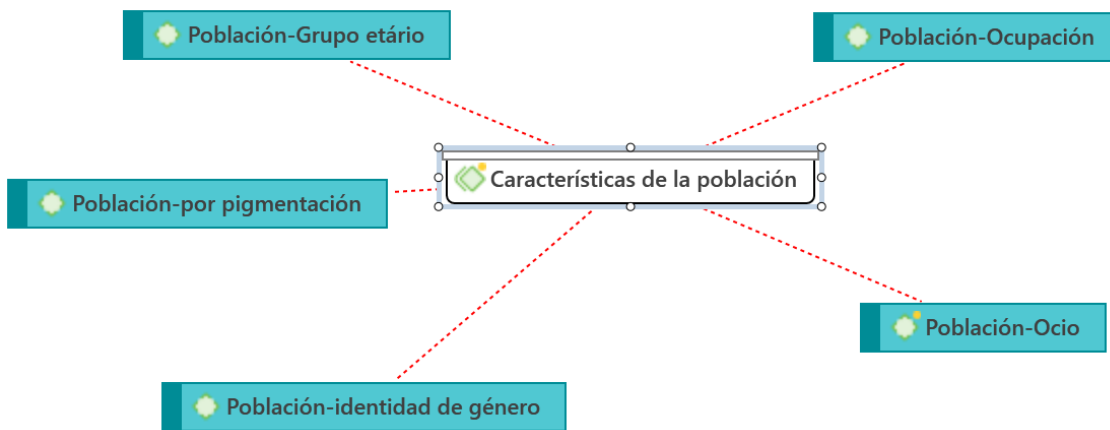 Población-Grupo etário
Población-Ocupación
Características de la población
Población-por pigmentación
Población-Ocio
Población-identidad de género